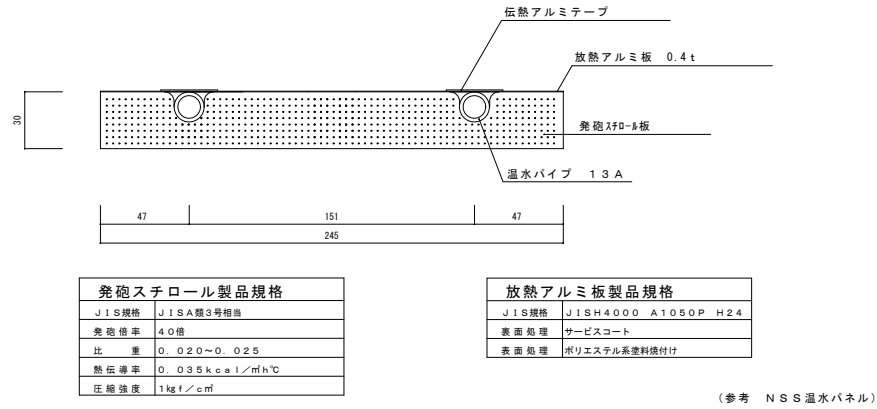 伝熱アルミテープ
放熱アルミ板 0.4t
30
発砲スチロール板
温水パイプ 13A
47 151 47
245
発砲スチロール製品規格
JIS規格 JISA類3号相当
発砲倍率 40倍
比重 0.020~0.025
熱伝導率 0.035kcal/㎡h℃
圧縮強度 1kgf/c㎡
放熱アルミ板製品規格
JIS規格 JISH4000 A1050P H24
裏面処理 サービスコート
表面処理 ポリエステル系塗料焼付け
(参考 NSS温水パネル)